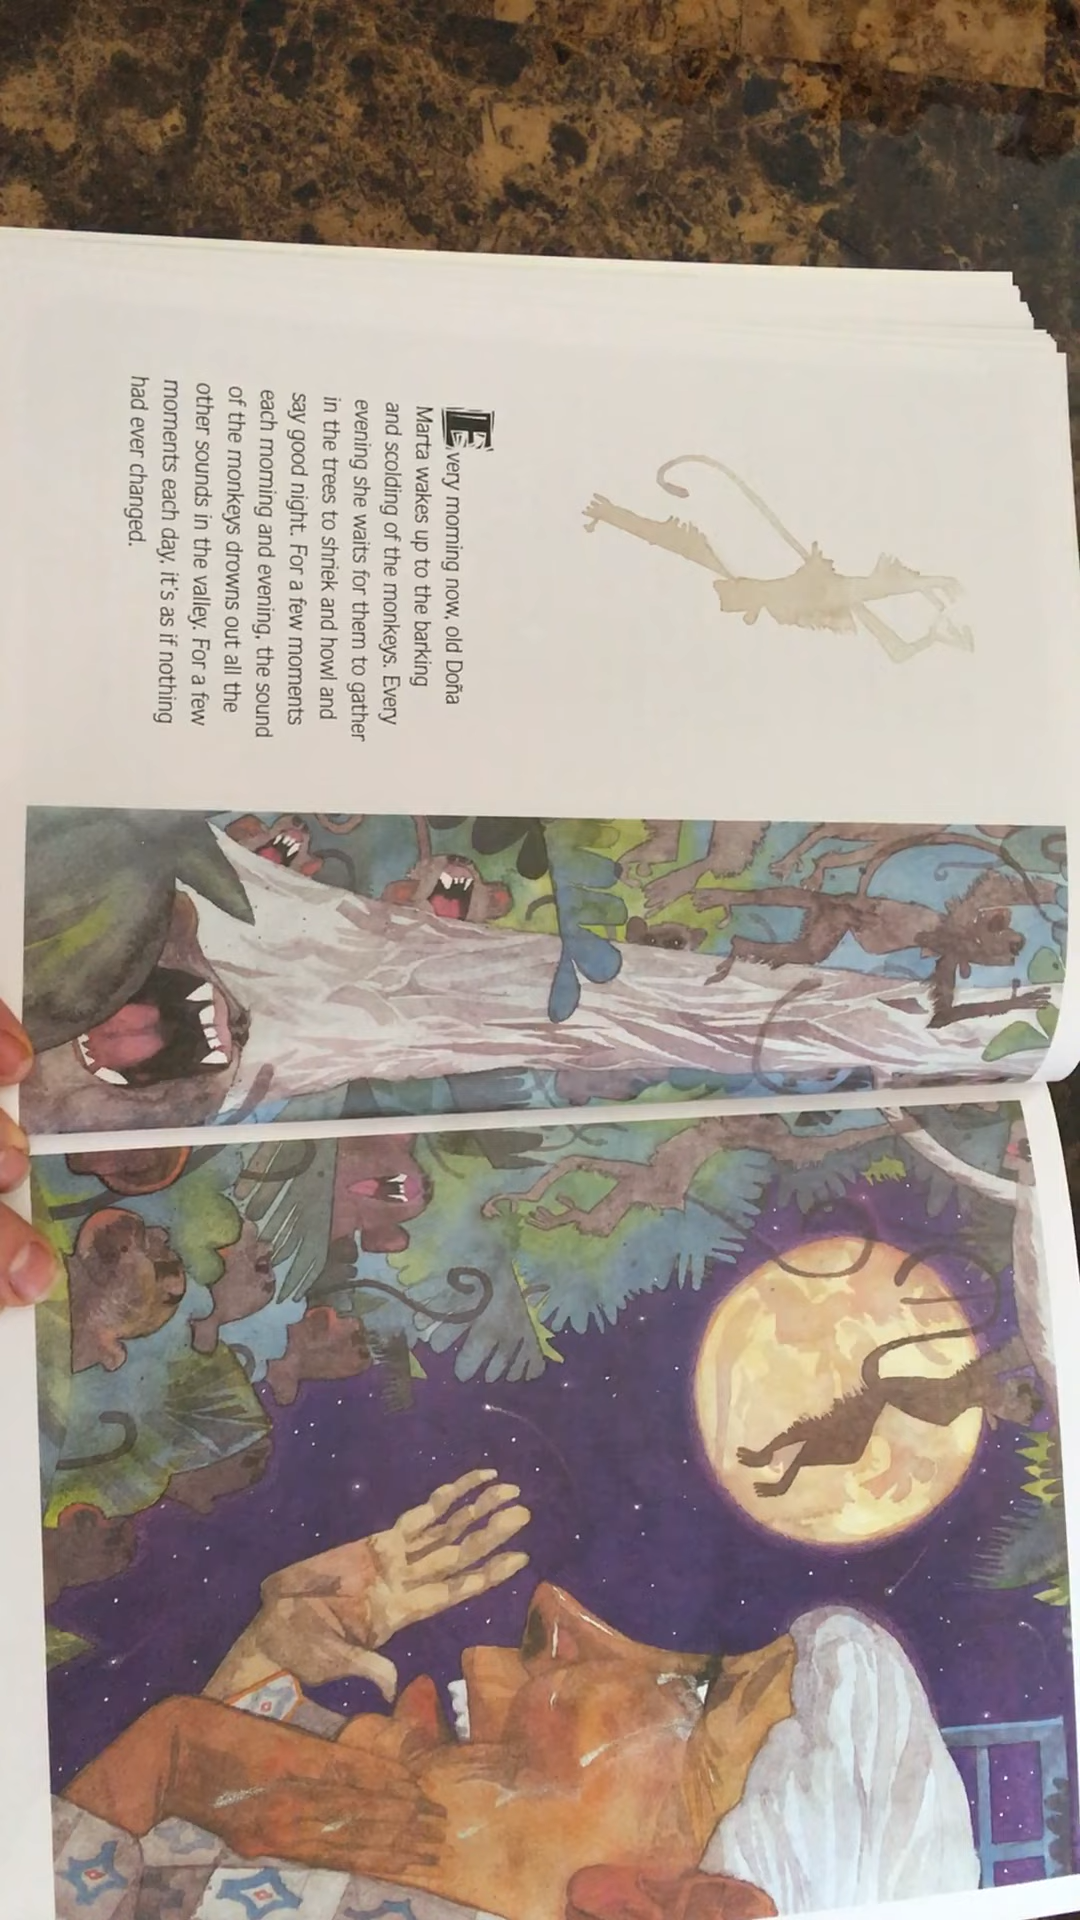 Every morning now, old Doña
Marta wakes up to the barking
and scolding of the monkeys. Every
evening she waits for them to gather
in the trees to shriek and howl and
say good night. For a few moments
each morning and evening, the sound
of the monkeys drowns out all the
other sounds in the valley. For a few
moments each day, it's as if nothing
had ever changed.